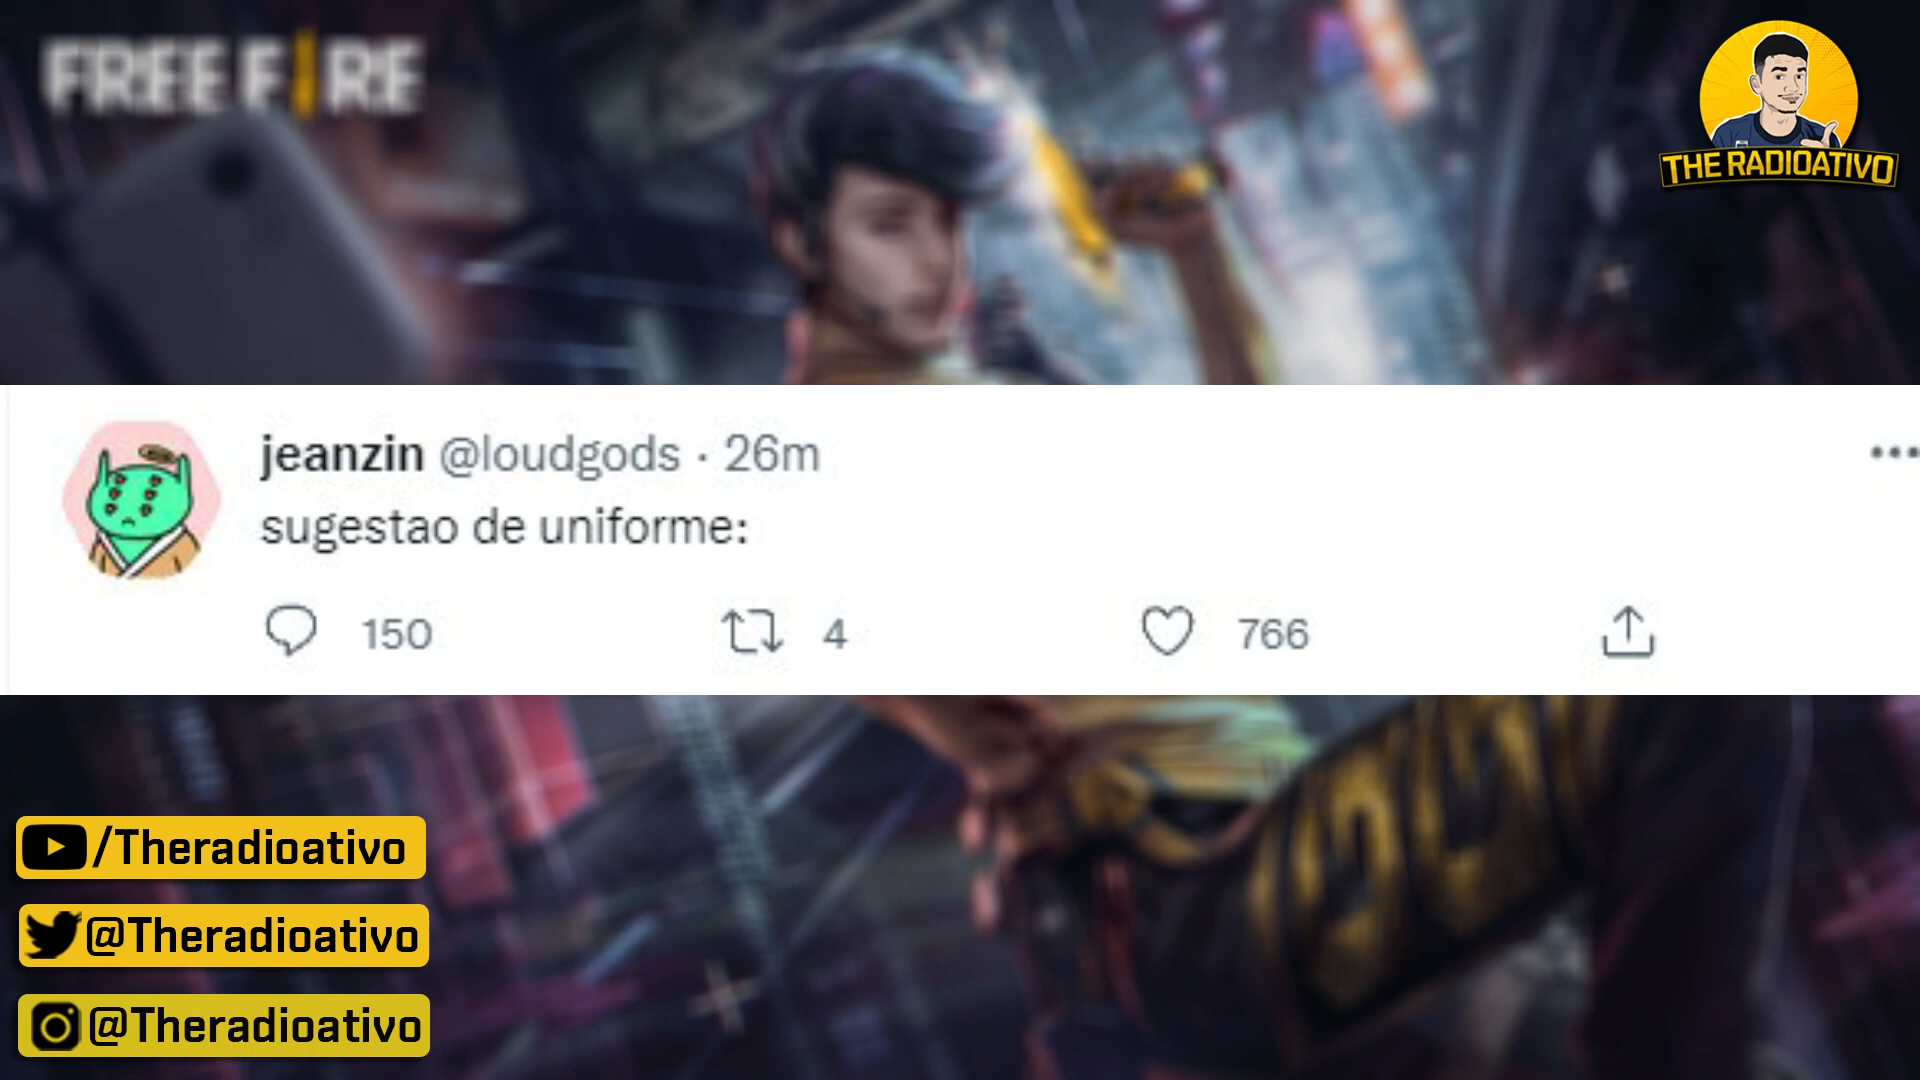 FREE FIRE
THE RADIOATIVO
jeanzin @loudgods · 26m
sugestao de uniforme:
150 4 766
/Theradioativo
@Theradioativo
@Theradioativo